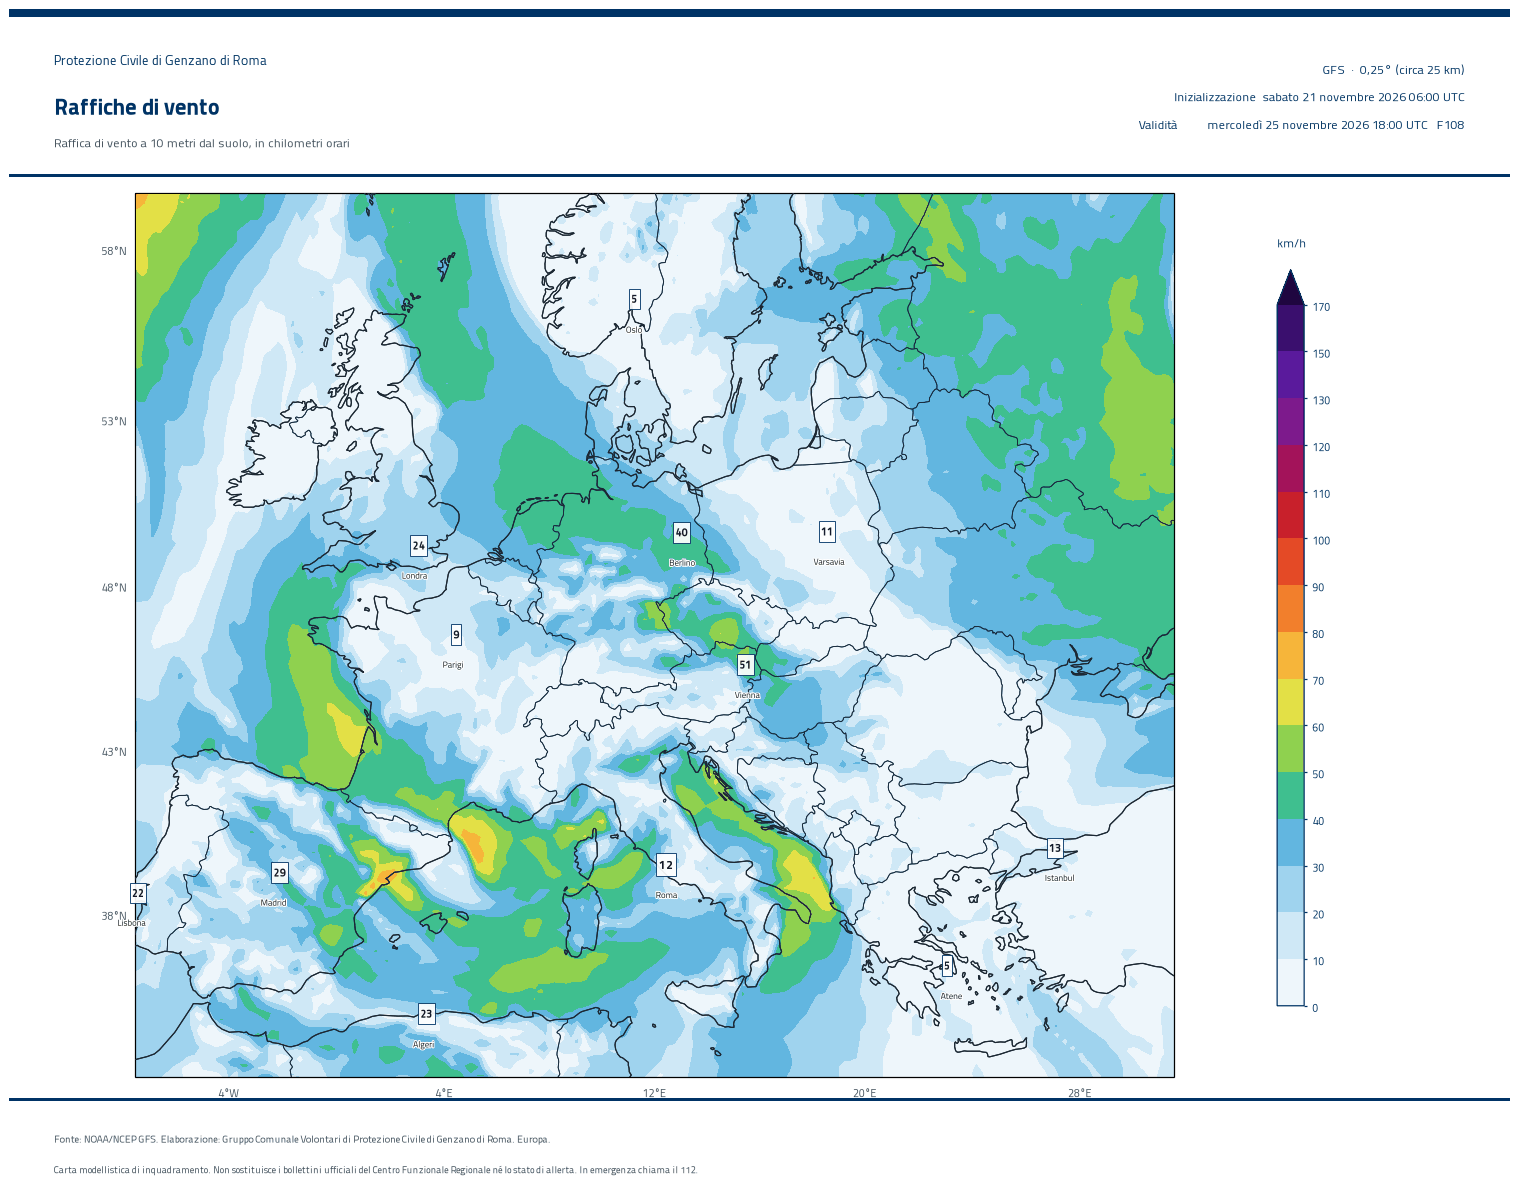 Protezione Civile di Genzano di Roma
Raffiche di vento
Raffica di vento a 10 metri dal suolo, in chilometri orari
GFS · 0,25° (circa 25 km)
Inizializzazione sabato 21 novembre 2026 06:00 UTC
Validità mercoledì 25 novembre 2026 18:00 UTC F108
58°N
53°N
48°N
43°N
38°N
4°W
4°E
12°E
20°E
28°E
5
Oslo
24
Londra
40
Berlino
11
Varsavia
9
Parigi
51
Vienna
13
Istanbul
12
Roma
29
Madrid
22
Lisbona
5
Atene
23
Algeri
km/h
170
150
130
120
110
100
90
80
70
60
50
40
30
20
10
0
Fonte: NOAA/NCEP GFS. Elaborazione: Gruppo Comunale Volontari di Protezione Civile di Genzano di Roma. Europa.
Carta modellistica di inquadramento. Non sostituisce i bollettini ufficiali del Centro Funzionale Regionale né lo stato di allerta. In emergenza chiama il 112.